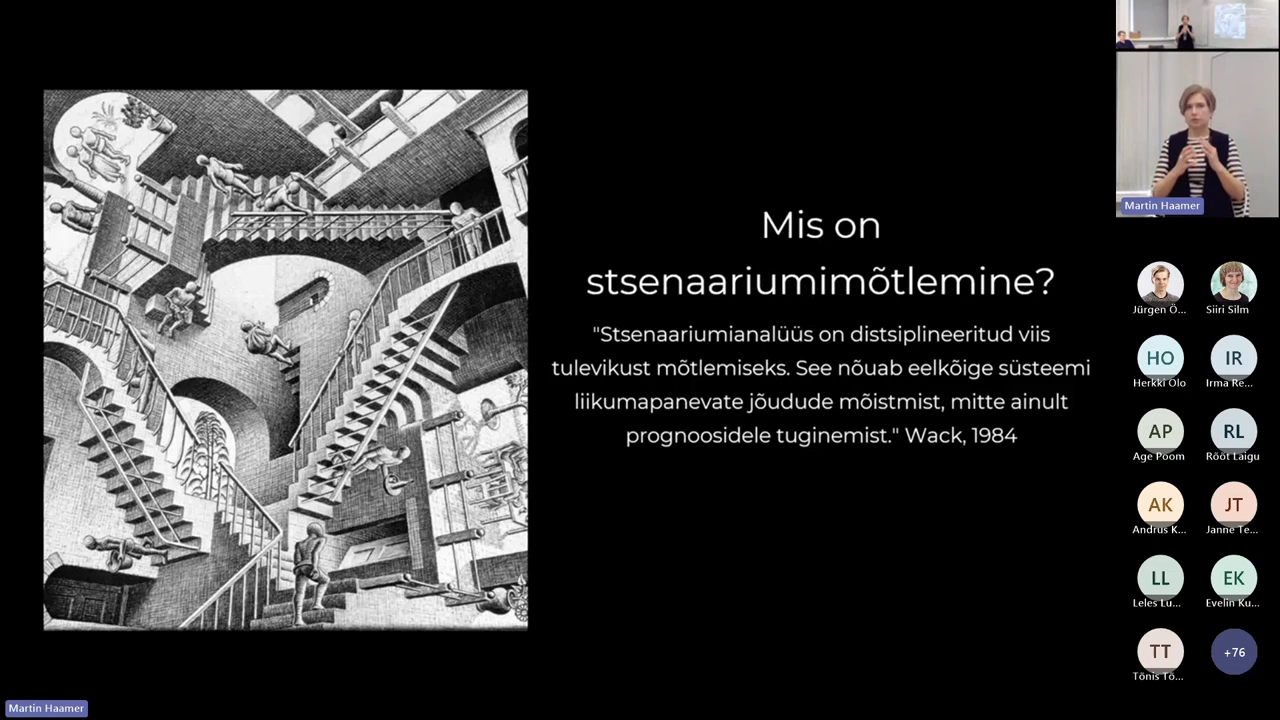 Mis on
stsenaariumimõtlemine?
"Stsenaariumianalüüs on distsiplineeritud viis
tulevikust mõtlemiseks. See nõuab eelkõige süsteemi
liikumapanevate jõudude mõistmist, mitte ainult
prognoosidele tuginemist." Wack, 1984
Martin Haamer
Martin Haamer
Jürgen Ö...
Siiri Silm
HO
Herkki Olo
IR
Irma Re...
AP
Age Poom
RL
Rööt Laigu
AK
Andrus K...
JT
Janne Te...
LL
Leles Lu...
EK
Evelin Ku...
TT
Tõnis Tõ...
+76